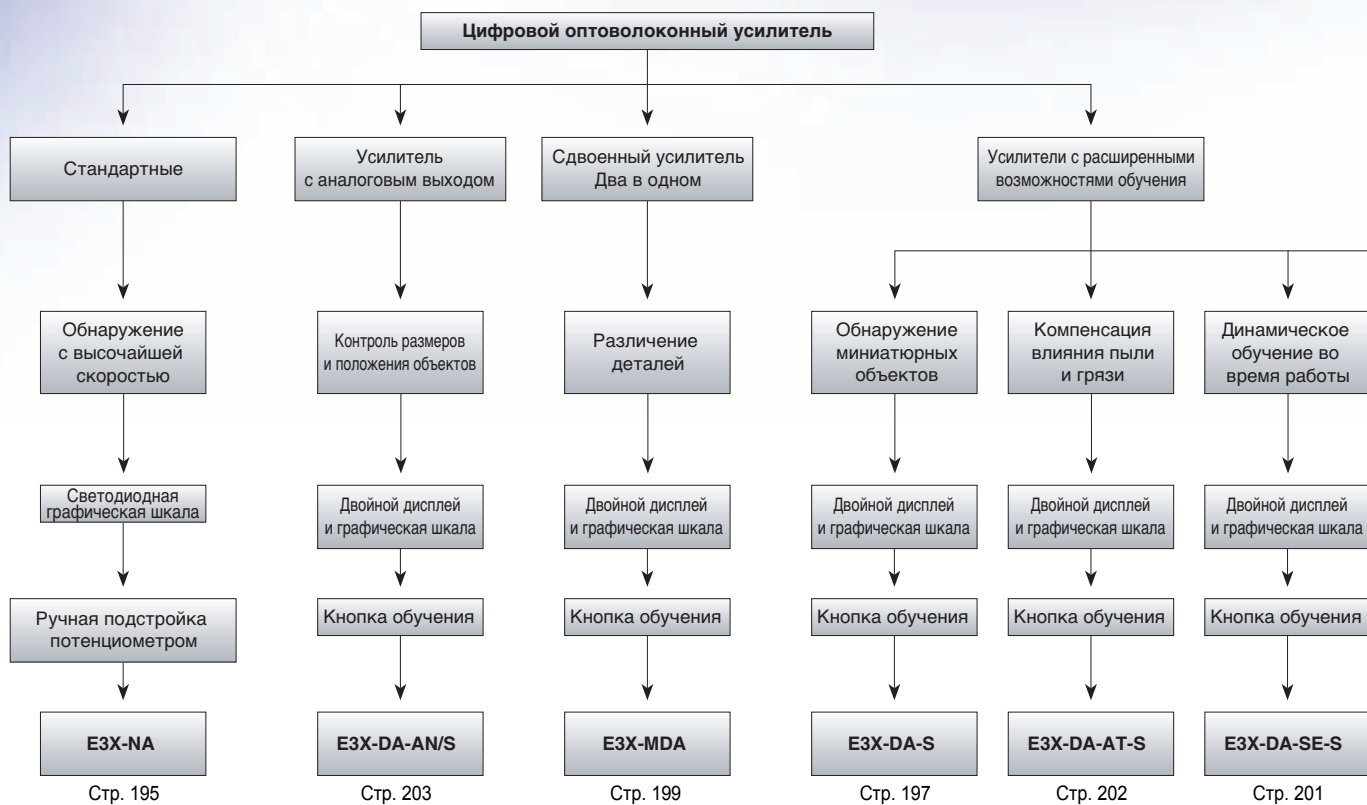 Цифровой оптоволоконный усилитель
Стандартные
Усилитель
с аналоговым выходом
Сдвоенный усилитель
Два в одном
Усилители с расширенными
возможностями обучения
Обнаружение
с высочайшей
скоростью
Контроль размеров
и положения объектов
Различение
деталей
Обнаружение
миниатюрных
объектов
Компенсация
влияния пыли
и грязи
Динамическое
обучение во
время работы
Светодиодная
графическая шкала
Двойной дисплей
и графическая шкала
Двойной дисплей
и графическая шкала
Двойной дисплей
и графическая шкала
Двойной дисплей
и графическая шкала
Двойной дисплей
и графическая шкала
Ручная подстройка
потенциометром
Кнопка обучения
Кнопка обучения
Кнопка обучения
Кнопка обучения
Кнопка обучения
E3X-NA
E3X-DA-AN/S
E3X-MDA
E3X-DA-S
E3X-DA-AT-S
E3X-DA-SE-S
Стр. 195
Стр. 203
Стр. 199
Стр. 197
Стр. 202
Стр. 201